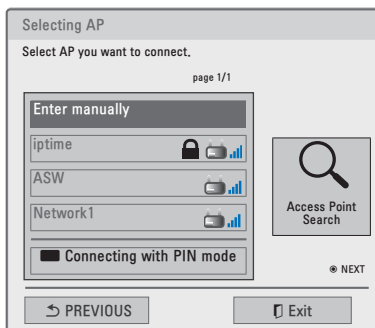 Selecting AP
Select AP you want to connect.
page 1/1
Enter manually
iptime
ASW
Network1
Connecting with PIN mode
Access Point
Search
NEXT
PREVIOUS
Exit